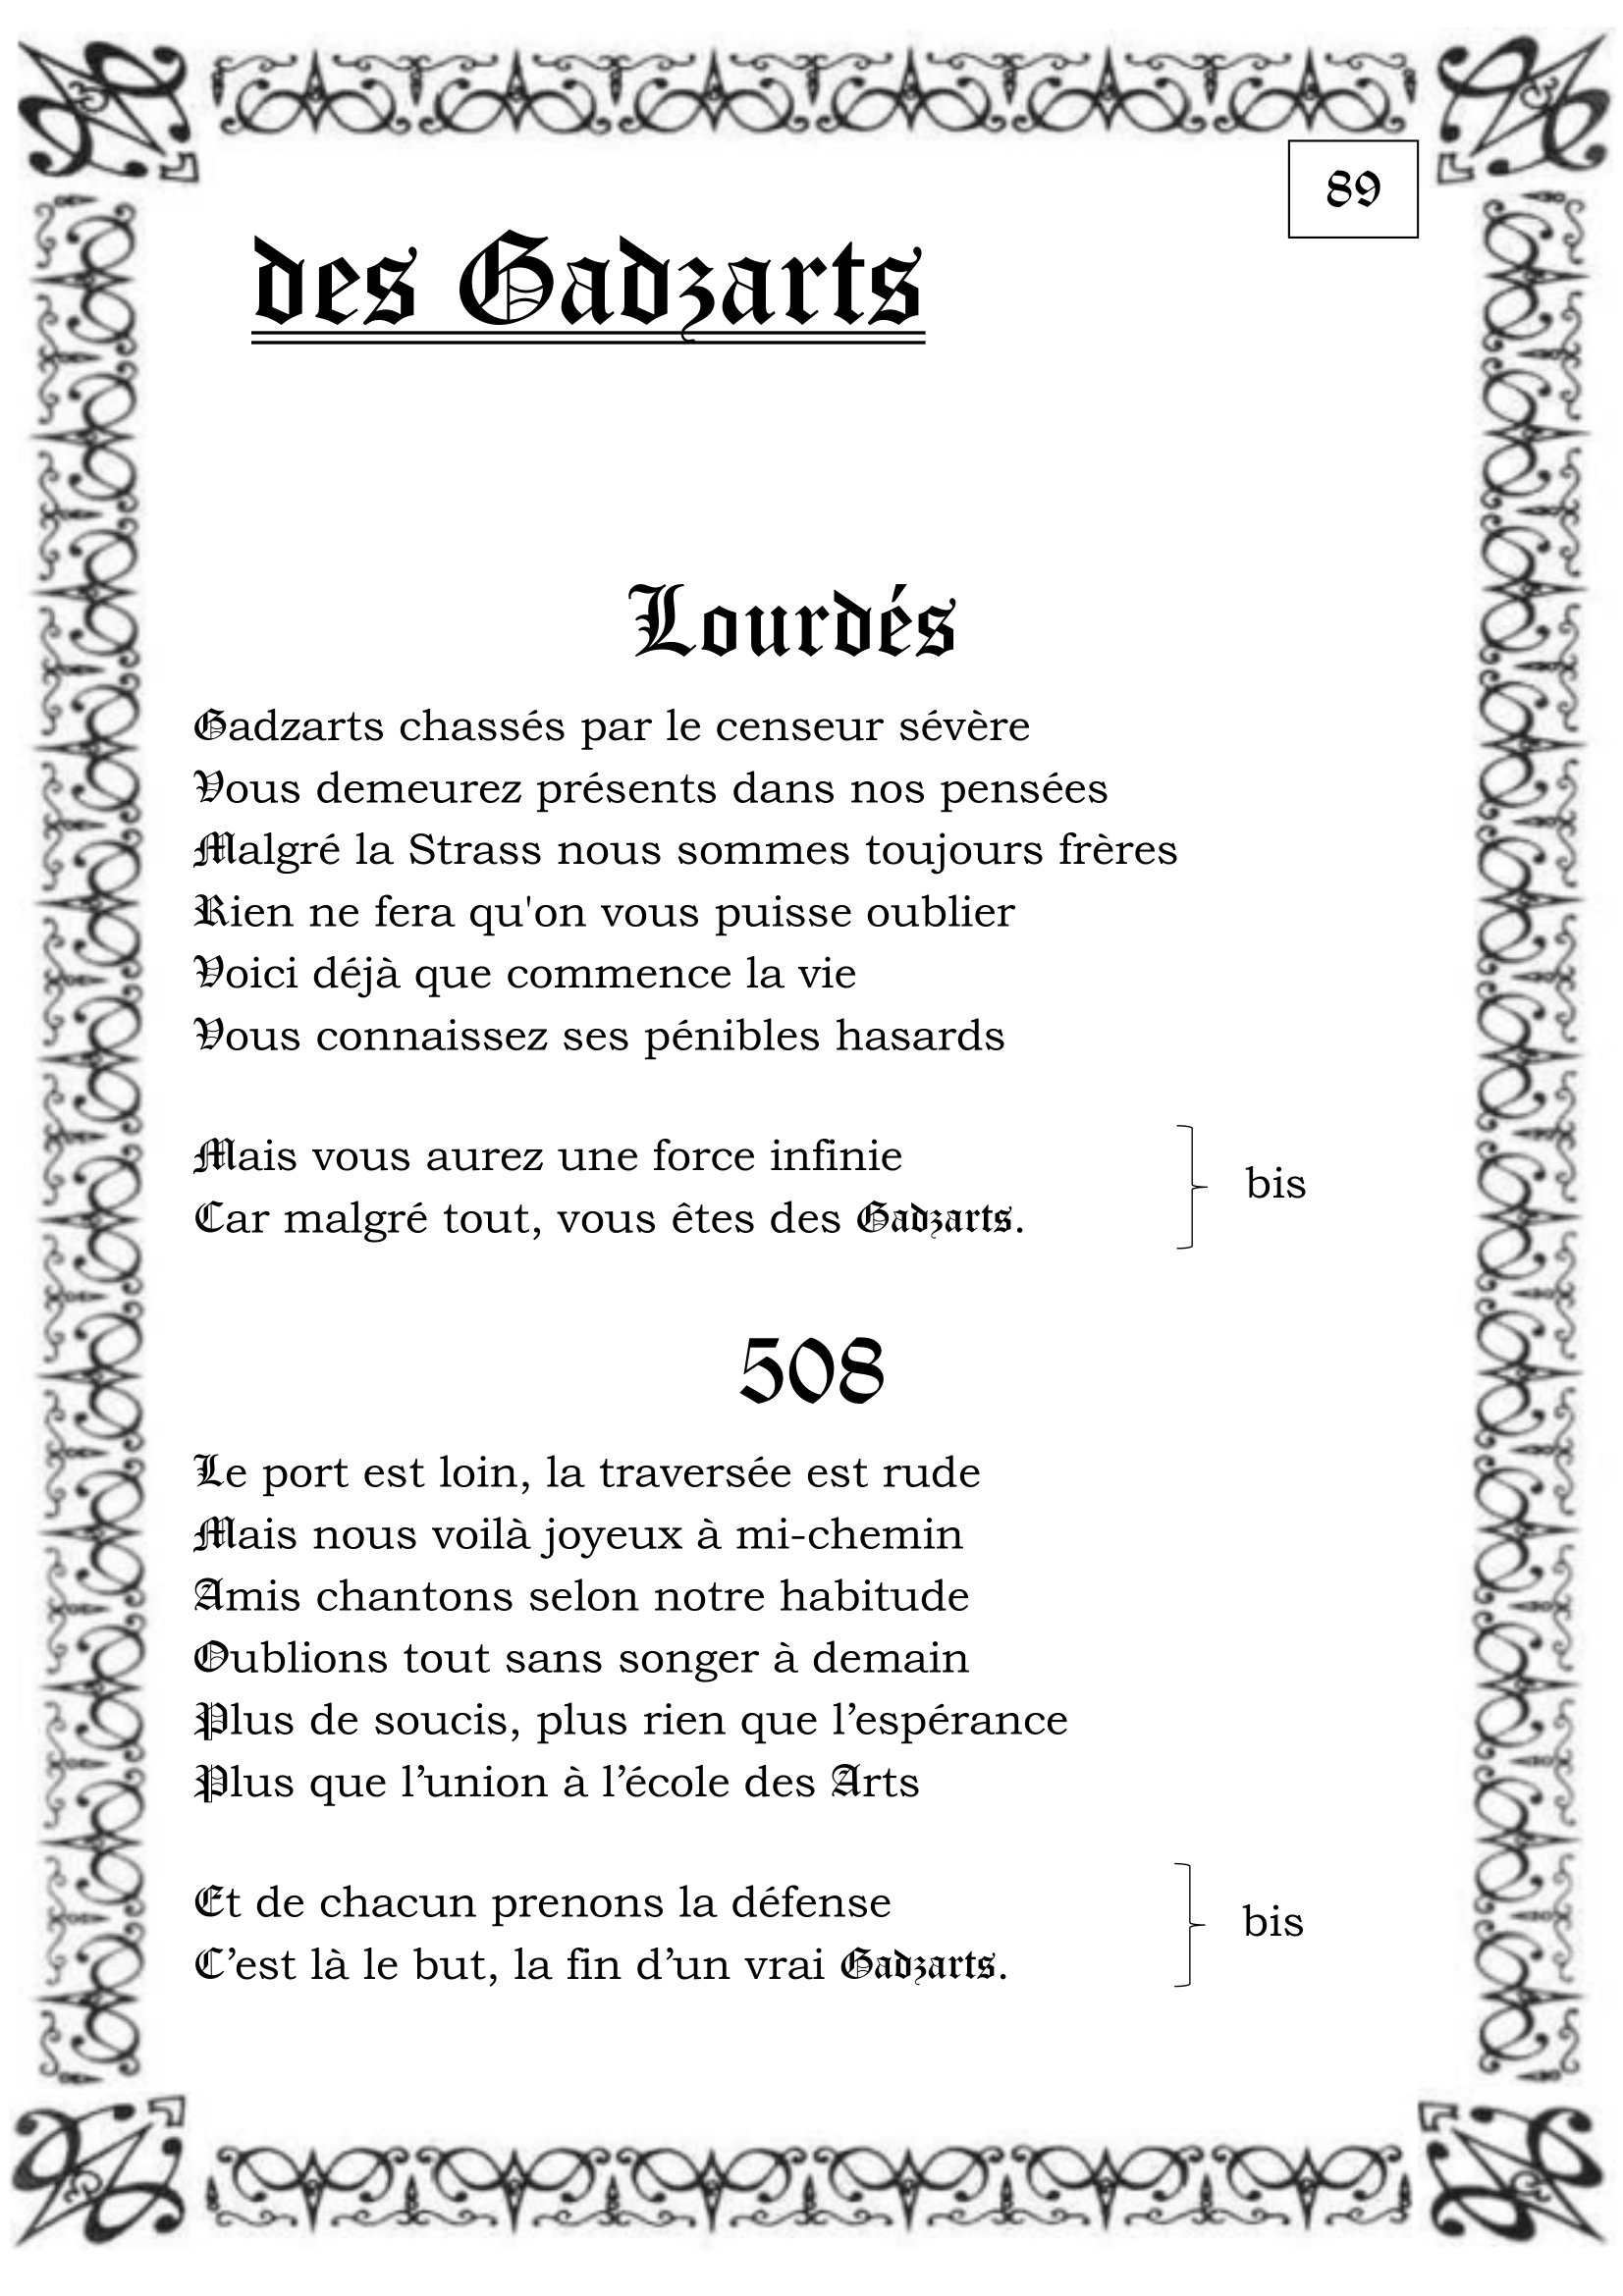 89
des Gadzarts
Lourdés
Gadzarts chassés par le censeur sévère
Vous demeurez présents dans nos pensées
Malgré la Strass nous sommes toujours frères
Rien ne fera qu'on vous puisse oublier
Voici déjà que commence la vie
Vous connaissez ses pénibles hasards
Mais vous aurez une force infinie
bis
Car malgré tout, vous êtes des Gadzarts.
508
Le port est loin, la traversée est rude
Mais nous voilà joyeux à mi-chemin
Amis chantons selon notre habitude
Oublions tout sans songer à demain
Plus de soucis, plus rien que l’espérance
Plus que l’union à l’école des Arts
Et de chacun prenons la défense
bis
C’est là le but, la fin d’un vrai Gadzarts.